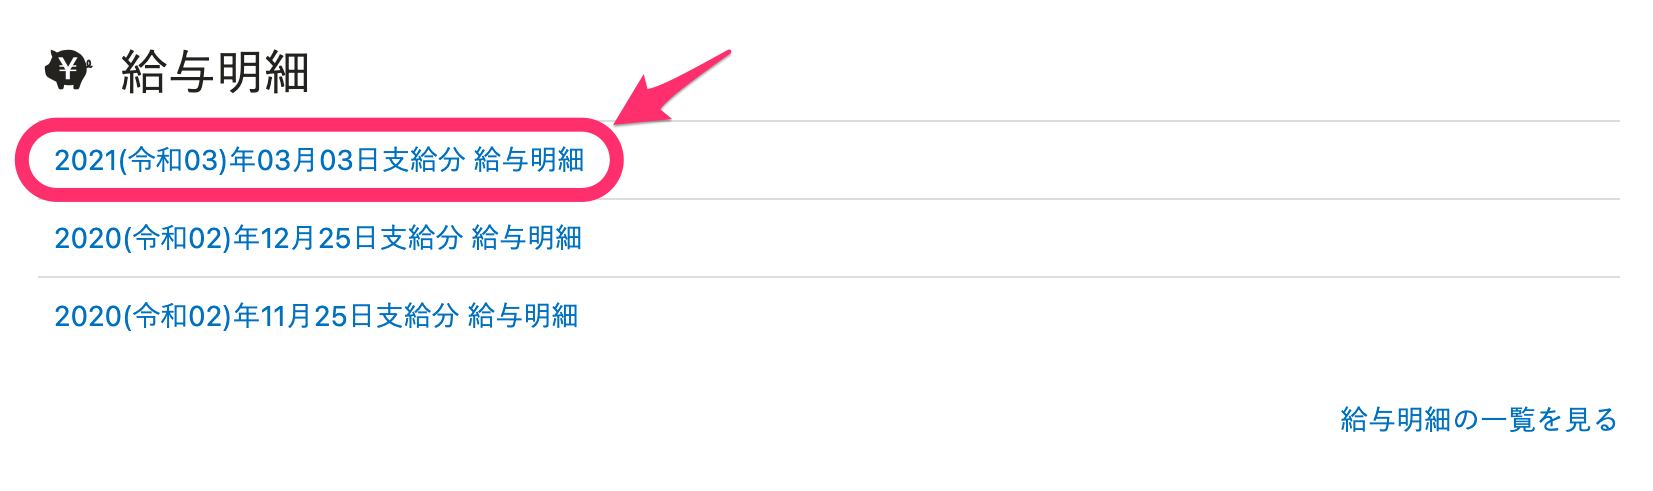 ¥ 給与明細
2021(令和03)年03月03日支給分 給与明細
2020(令和02)年12月25日支給分 給与明細
2020(令和02)年11月25日支給分 給与明細
給与明細の一覧を見る